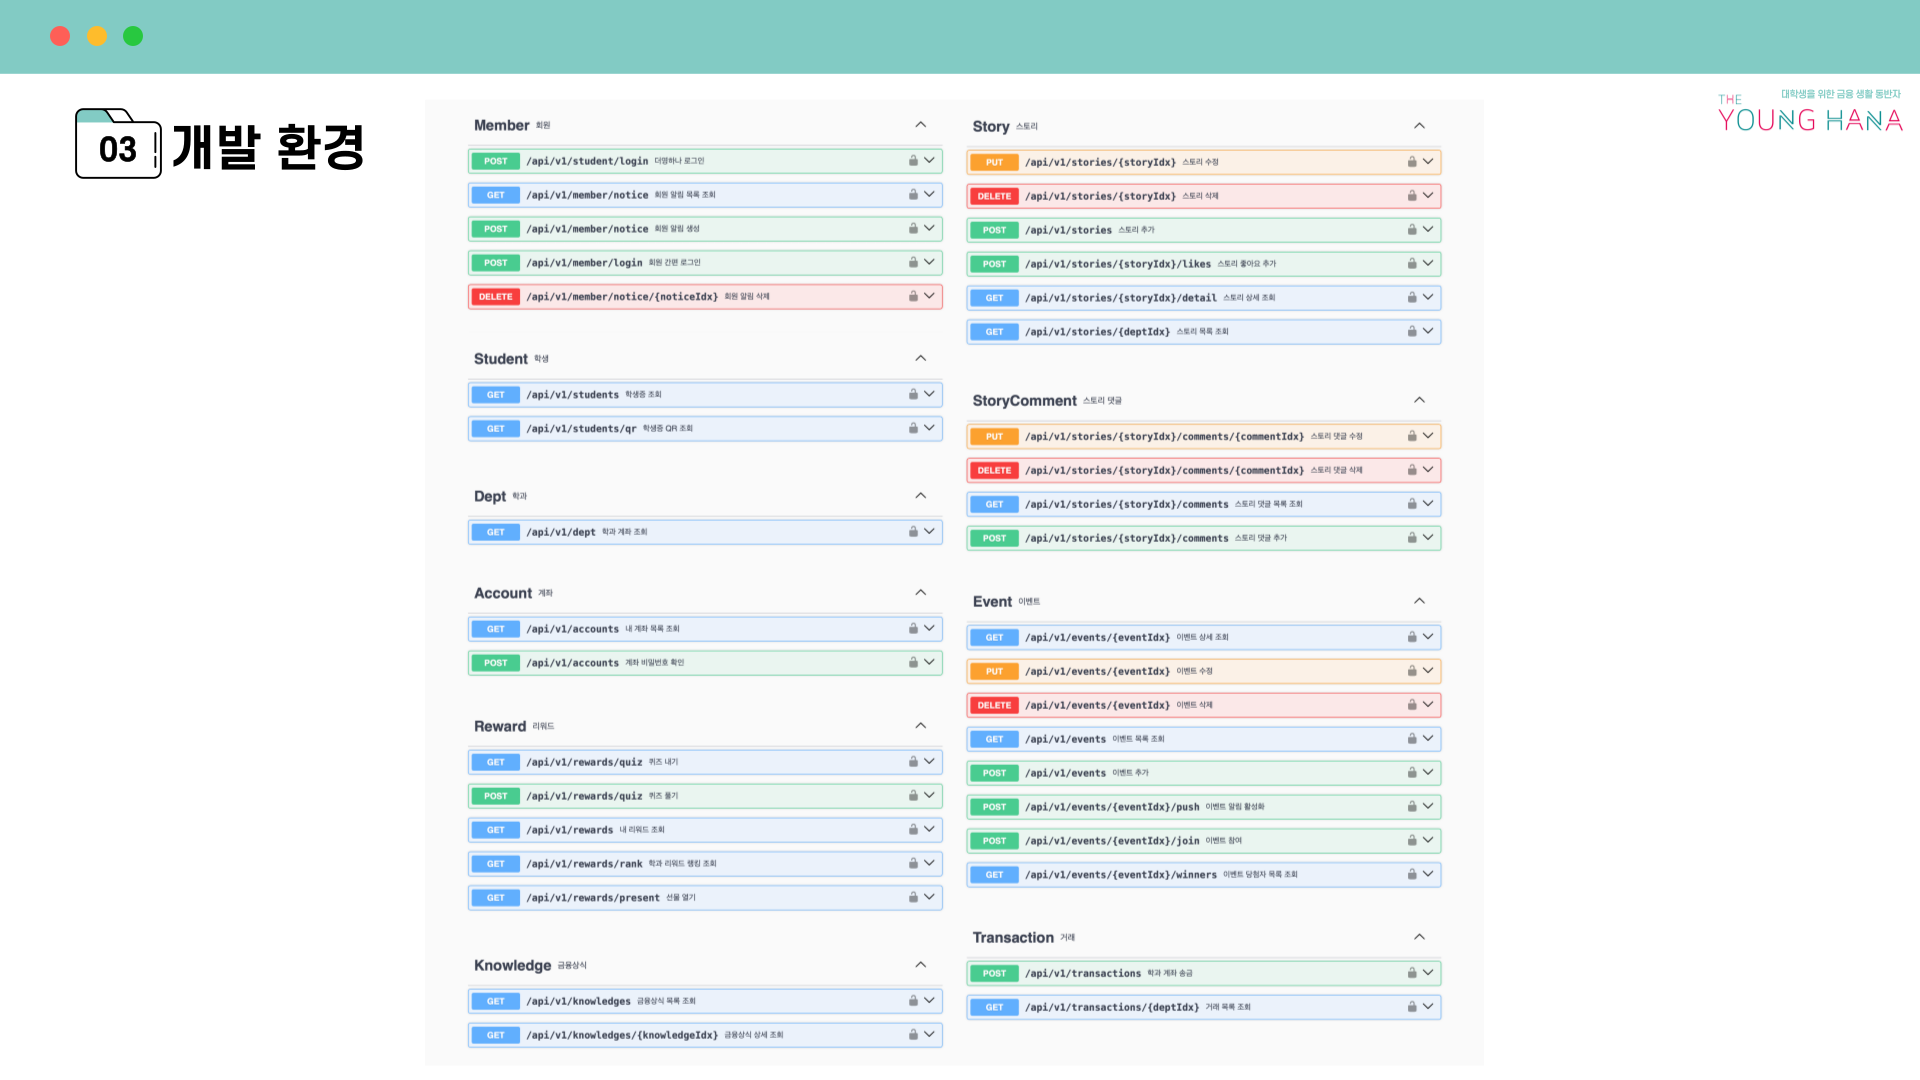 대학생을 위한 금융 생활 동반자
THE
YOUNG HANA
03 개발 환경
Member 회원
POST /api/v1/student/login 더영하나 로그인
GET /api/v1/member/notice 회원 알림 목록 조회
POST /api/v1/member/notice 회원 알림 생성
POST /api/v1/member/login 회원 간편 로그인
DELETE /api/v1/member/notice/{noticeIdx} 회원 알림 삭제
Student 학생
GET /api/v1/students 학생증 조회
GET /api/v1/students/qr 학생증 QR 조회
Dept 학과
GET /api/v1/dept 학과 계좌 조회
Account 계좌
GET /api/v1/accounts 내 계좌 목록 조회
POST /api/v1/accounts 계좌 비밀번호 확인
Reward 리워드
GET /api/v1/rewards/quiz 퀴즈 내기
POST /api/v1/rewards/quiz 퀴즈 풀기
GET /api/v1/rewards 내 리워드 조회
GET /api/v1/rewards/rank 학과 리워드 랭킹 조회
GET /api/v1/rewards/present 선물 열기
Knowledge 금융상식
GET /api/v1/knowledges 금융상식 목록 조회
GET /api/v1/knowledges/{knowledgeIdx} 금융상식 상세 조회
Story 스토리
PUT /api/v1/stories/{storyIdx} 스토리 수정
DELETE /api/v1/stories/{storyIdx} 스토리 삭제
POST /api/v1/stories 스토리 추가
POST /api/v1/stories/{storyIdx}/likes 스토리 좋아요 추가
GET /api/v1/stories/{storyIdx}/detail 스토리 상세 조회
GET /api/v1/stories/{deptIdx} 스토리 목록 조회
StoryComment 스토리 댓글
PUT /api/v1/stories/{storyIdx}/comments/{commentIdx} 스토리 댓글 수정
DELETE /api/v1/stories/{storyIdx}/comments/{commentIdx} 스토리 댓글 삭제
GET /api/v1/stories/{storyIdx}/comments 스토리 댓글 목록 조회
POST /api/v1/stories/{storyIdx}/comments 스토리 댓글 추가
Event 이벤트
GET /api/v1/events/{eventIdx} 이벤트 상세 조회
PUT /api/v1/events/{eventIdx} 이벤트 수정
DELETE /api/v1/events/{eventIdx} 이벤트 삭제
GET /api/v1/events 이벤트 목록 조회
POST /api/v1/events 이벤트 추가
POST /api/v1/events/{eventIdx}/push 이벤트 알림 활성화
POST /api/v1/events/{eventIdx}/join 이벤트 참여
GET /api/v1/events/{eventIdx}/winners 이벤트 당첨자 목록 조회
Transaction 거래
POST /api/v1/transactions 학과 계좌 송금
GET /api/v1/transactions/{deptIdx} 거래 목록 조회